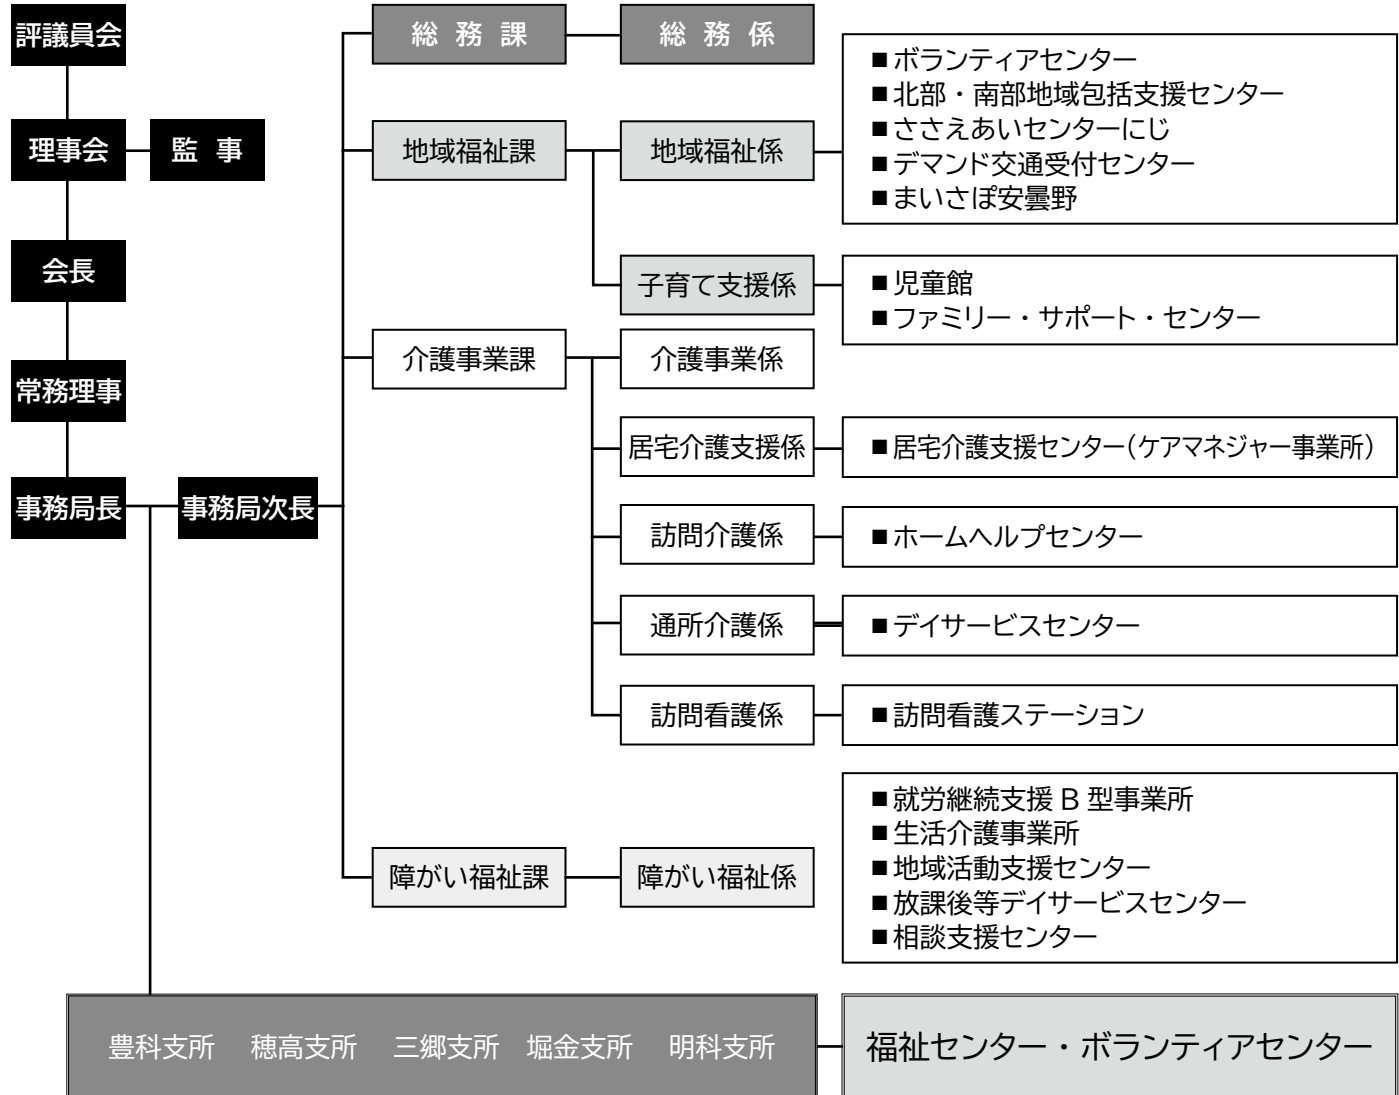 評議員会
理事会
監 事
会長
常務理事
事務局長
事務局次長
総 務 課
総 務 係
地域福祉課
地域福祉係
■ボランティアセンター
■北部・南部地域包括支援センター
■ささえあいセンターにじ
■デマンド交通受付センター
■まいさぽ安曇野
子育て支援係
■児童館
■ファミリー・サポート・センター
介護事業課
介護事業係
居宅介護支援係
■居宅介護支援センター(ケアマネジャー事業所)
訪問介護係
■ホームヘルプセンター
通所介護係
■デイサービスセンター
訪問看護係
■訪問看護ステーション
障がい福祉課
障がい福祉係
■就労継続支援 B 型事業所
■生活介護事業所
■地域活動支援センター
■放課後等デイサービスセンター
■相談支援センター
豊科支所 穂高支所 三郷支所 堀金支所 明科支所
福祉センター・ボランティアセンター